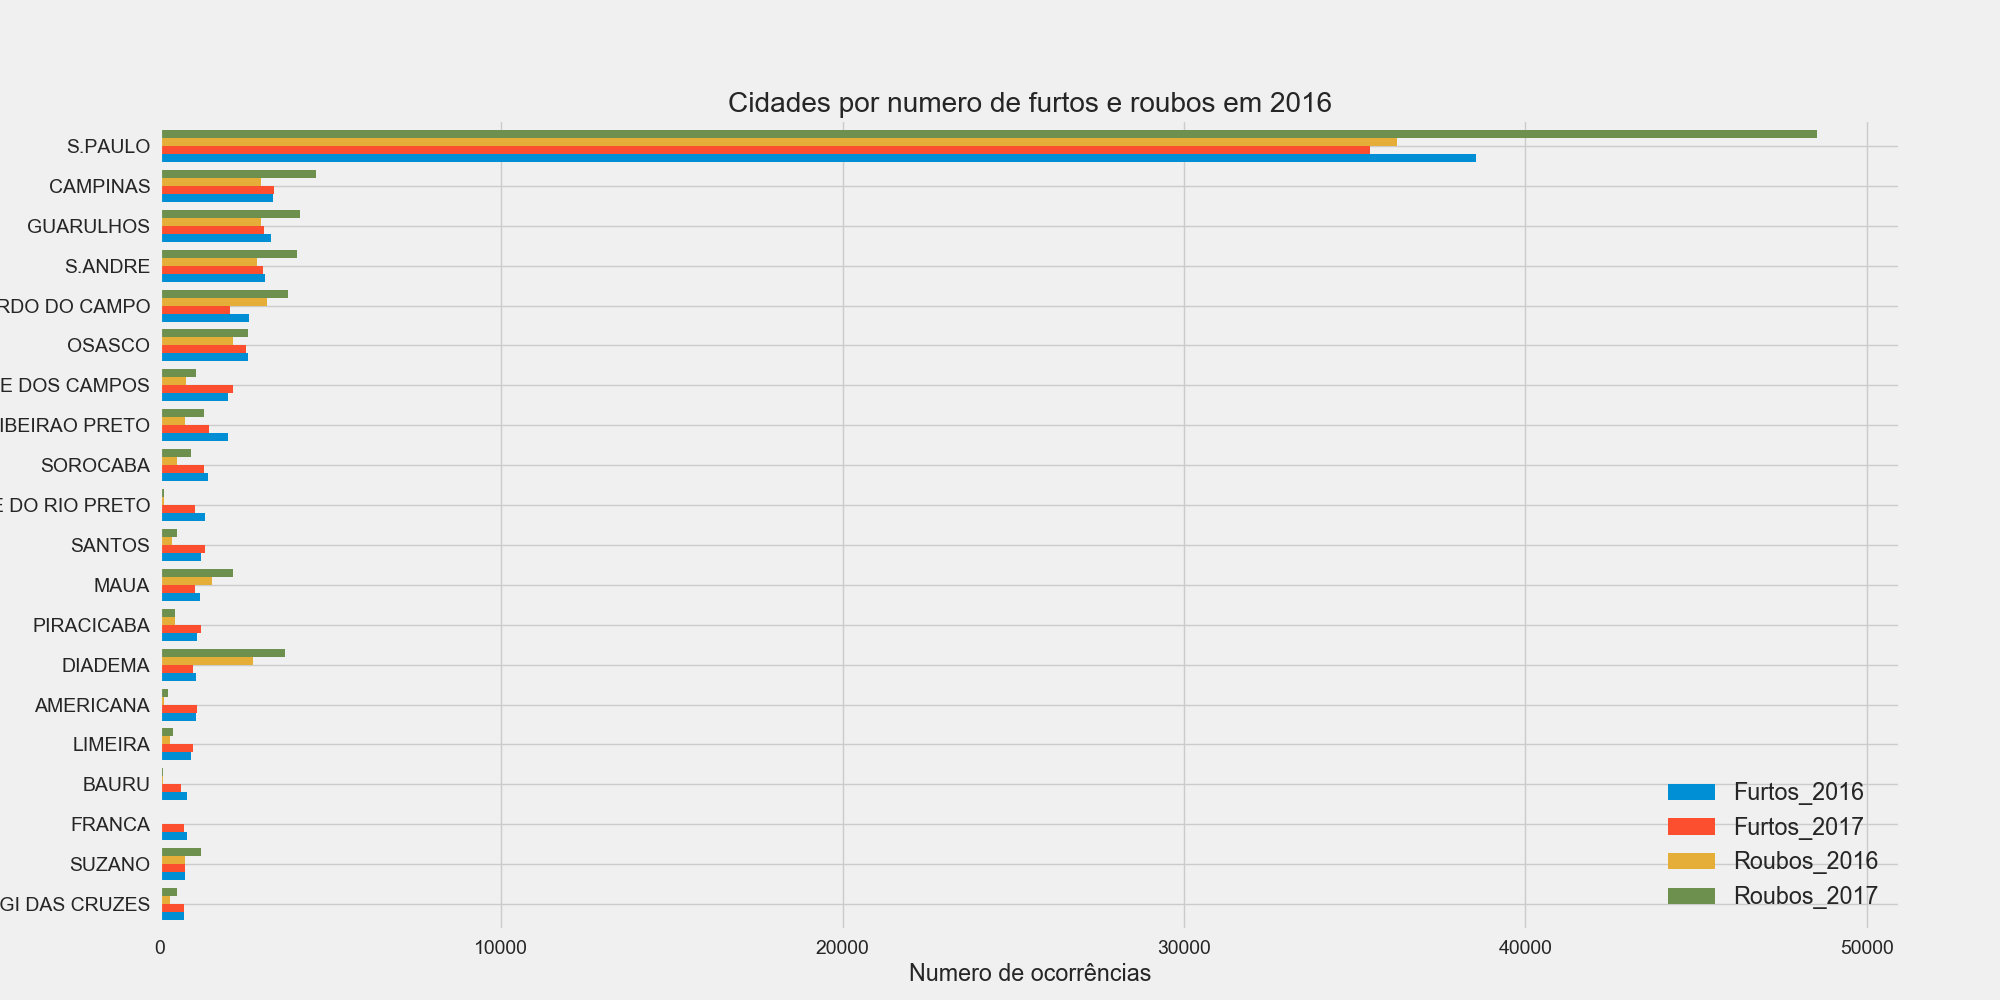 Cidades por numero de furtos e roubos em 2016
S.PAULO
CAMPINAS
GUARULHOS
S.ANDRE
RDO DO CAMPO
OSASCO
E DOS CAMPOS
IBEIRAO PRETO
SOROCABA
E DO RIO PRETO
SANTOS
MAUA
PIRACICABA
DIADEMA
AMERICANA
LIMEIRA
BAURU
FRANCA
SUZANO
GI DAS CRUZES
Furtos_2016
Furtos_2017
Roubos_2016
Roubos_2017
0 10000 20000 30000 40000 50000
Numero de ocorrências